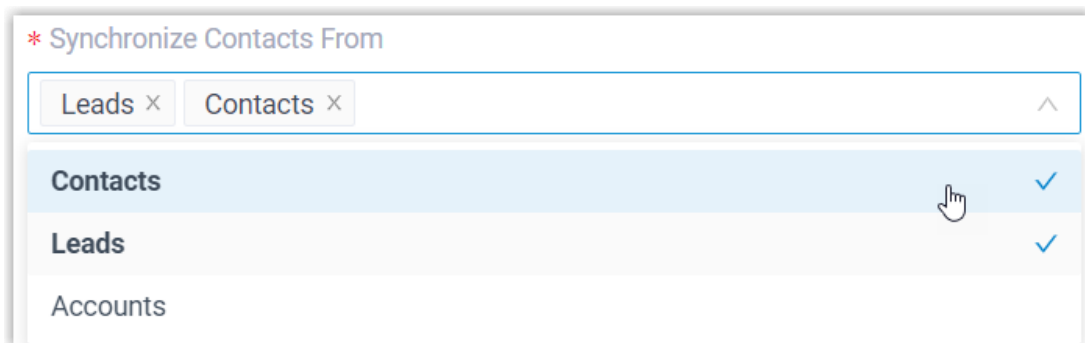 * Synchronize Contacts From
Leads × Contacts ×
Contacts
Leads
Accounts